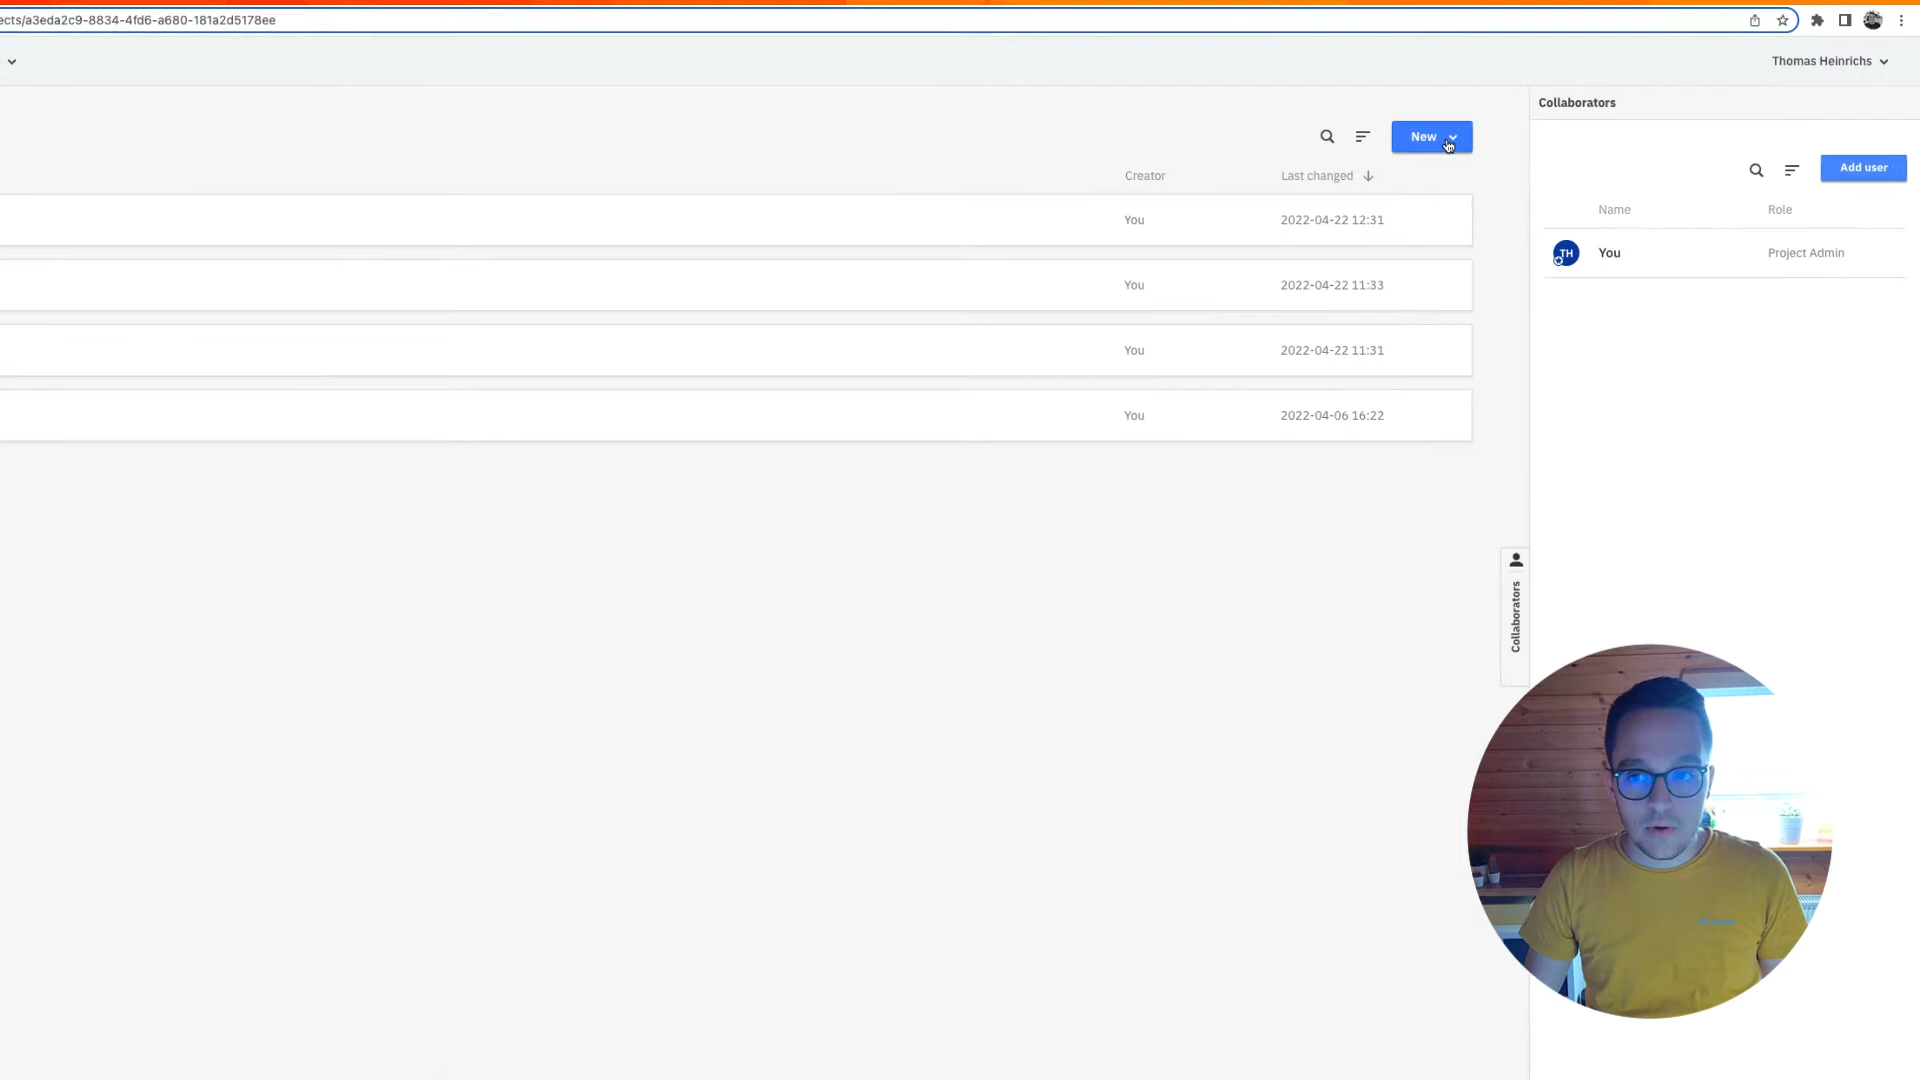 ects/a3eda2c9-8834-4fd6-a680-181a2d5178ee
Thomas Heinrichs
Collaborators
New
Add user
Creator
Last changed
Name
Role
You
2022-04-22 12:31
TH
You
Project Admin
You
2022-04-22 11:33
You
2022-04-22 11:31
You
2022-04-06 16:22
Collaborators